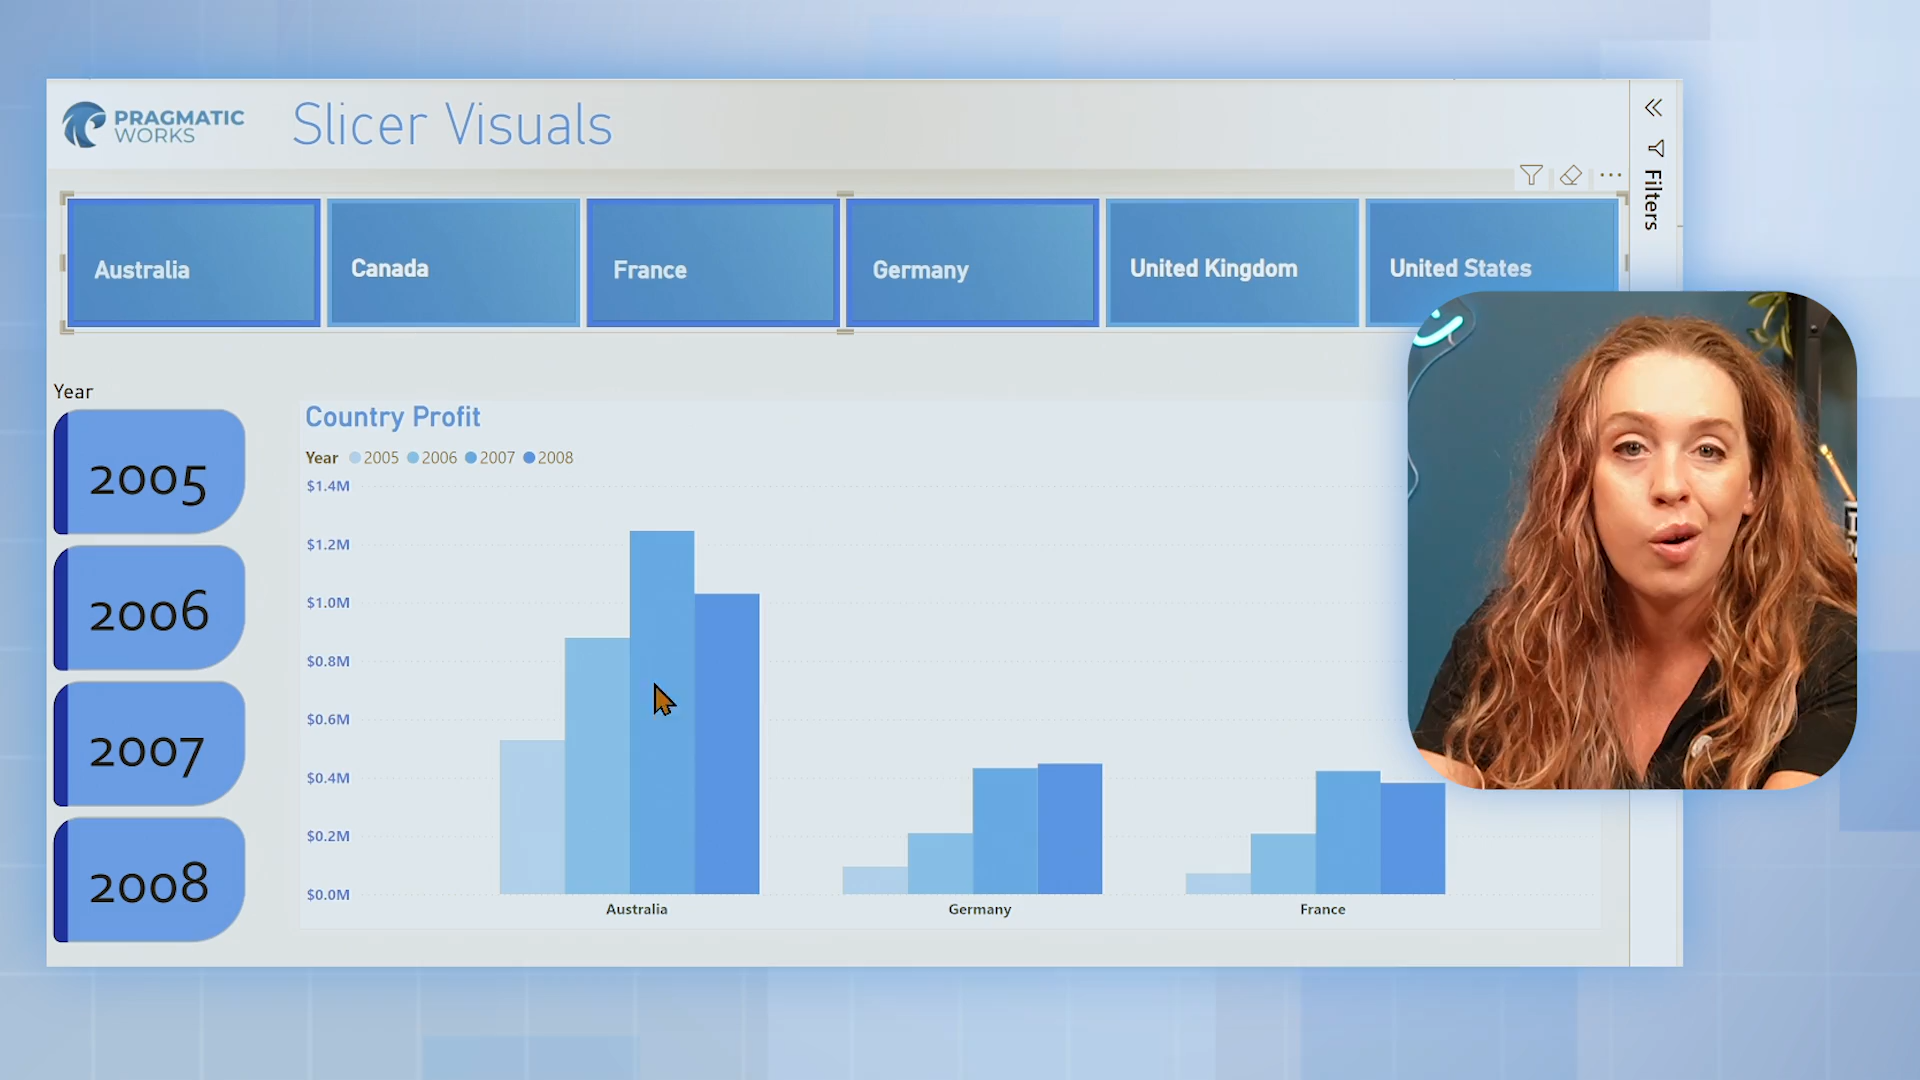 PRAGMATIC
WORKS
Slicer Visuals
Filters
Australia
Canada
France
Germany
United Kingdom
United States
Year
2005
2006
2007
2008
Country Profit
Year 2005 2006 2007 2008
$1.4M
$1.2M
$1.0M
$0.8M
$0.6M
$0.4M
$0.2M
$0.0M
Australia
Germany
France